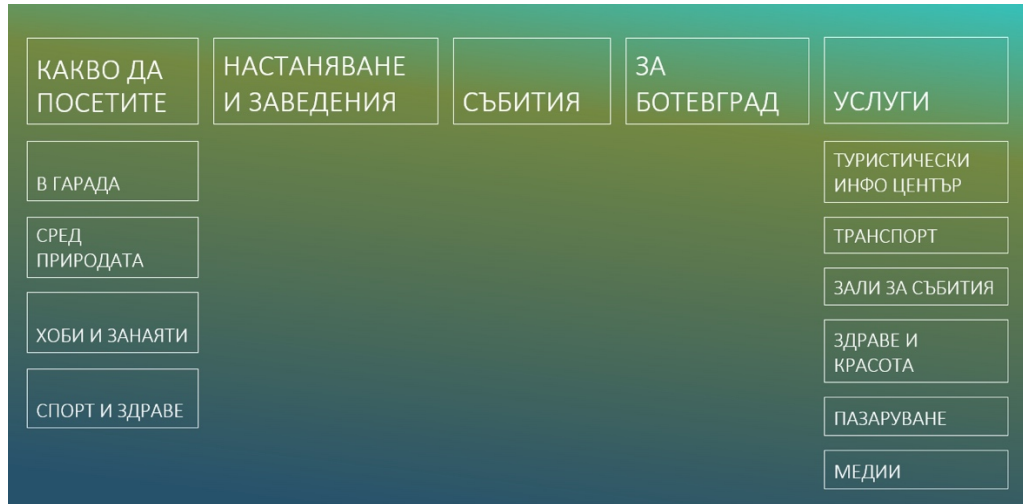 КАКВО ДА
ПОСЕТИТЕ
НАСТАНЯВАНЕ
И ЗАВЕДЕНИЯ
СЪБИТИЯ
ЗА
БОТЕВГРАД
УСЛУГИ
В ГАРАДА
СРЕД
ПРИРОДАТА
ХОБИ И ЗАНАЯТИ
СПОРТ И ЗДРАВЕ
ТУРИСТИЧЕСКИ
ИНФО ЦЕНТЪР
ТРАНСПОРТ
ЗАЛИ ЗА СЪБИТИЯ
ЗДРАВЕ И
КРАСОТА
ПАЗАРУВАНЕ
МЕДИИ